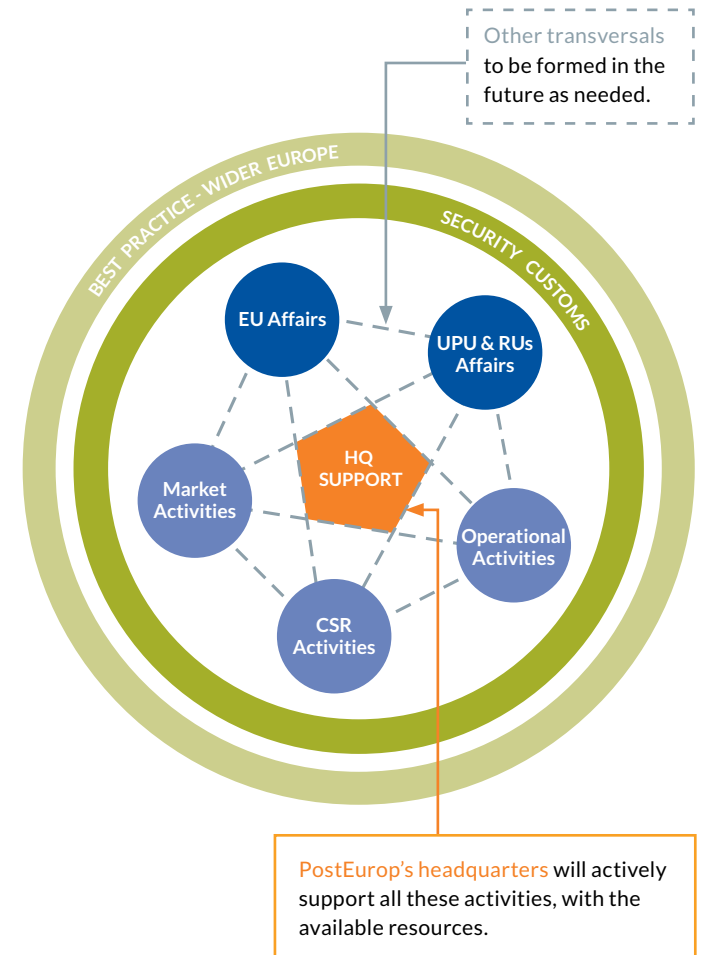 Other transversals
to be formed in the
future as needed.
BEST PRACTICE - WIDER EUROPE
SECURITY CUSTOMS
EU Affairs
UPU & RUs
Affairs
HQ
SUPPORT
Market
Activities
Operational
Activities
CSR
Activities
PostEurop's headquarters will actively
support all these activities, with the
available resources.